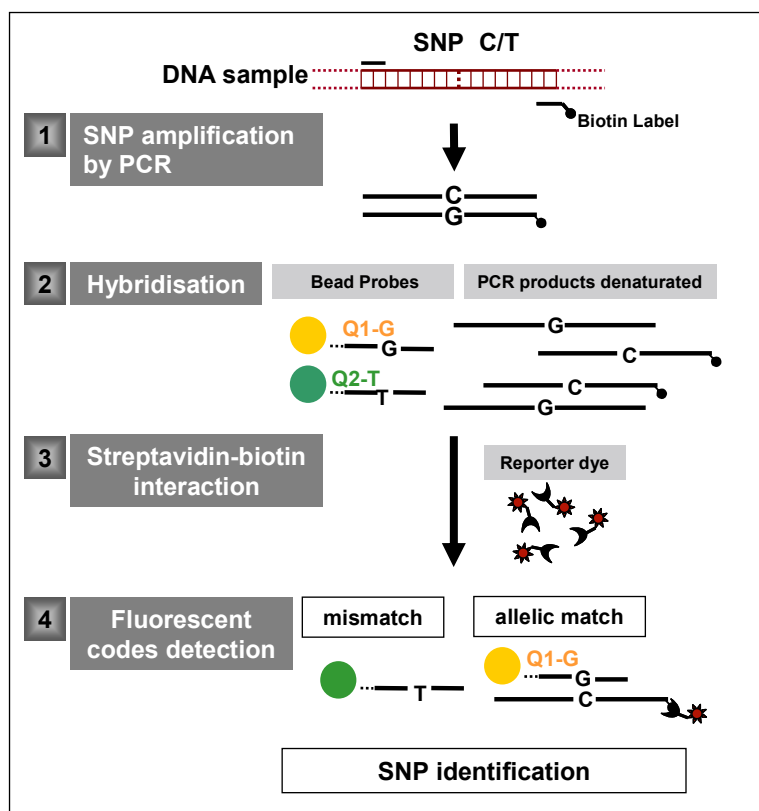 SNP C/T
DNA sample
Biotin Label
1 SNP amplification
by PCR
C
G
2 Hybridisation
Bead Probes
PCR products denaturated
Q1-G
G
G
C
Q2-T
T
C
G
3 Streptavidin-biotin
interaction
Reporter dye
4 Fluorescent
codes detection
mismatch
allelic match
Q1-G
G
T
C
SNP identification